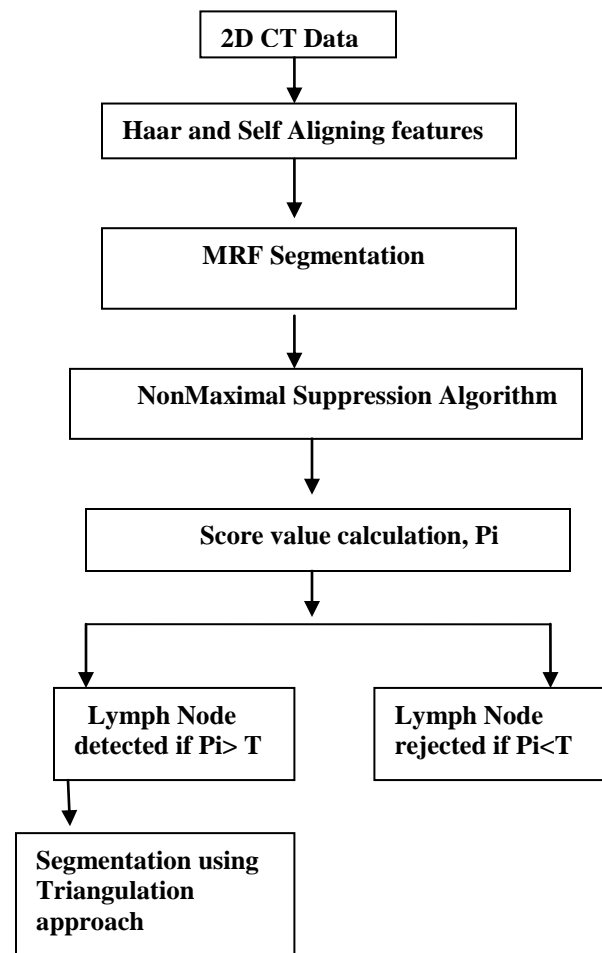 2D CT Data
Haar and Self Aligning features
MRF Segmentation
NonMaximal Suppression Algorithm
Score value calculation, Pi
Lymph Node
detected if Pi> T
Lymph Node
rejected if Pi<T
Segmentation using
Triangulation
approach